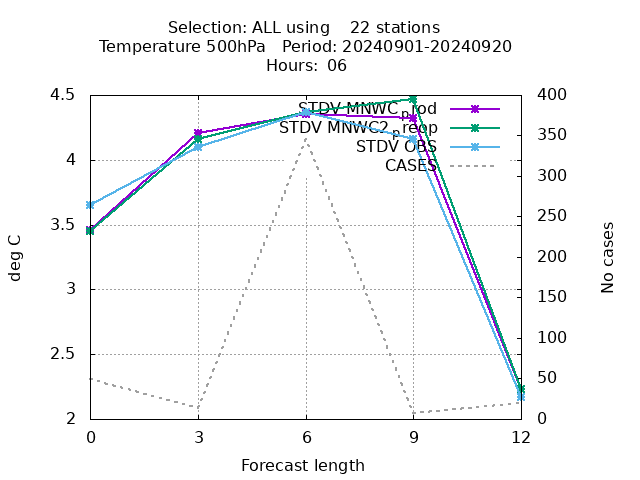 Selection: ALL using    22 stations
Temperature 500hPa   Period: 20240901-20240920
Hours: 06
STDV MNWC_prod
STDV MNWC2_preop
STDV OBS
CASES
4.5
4
3.5
3
2.5
2
deg C
400
350
300
250
200
150
100
50
0
No cases
0 3 6 9 12
Forecast length